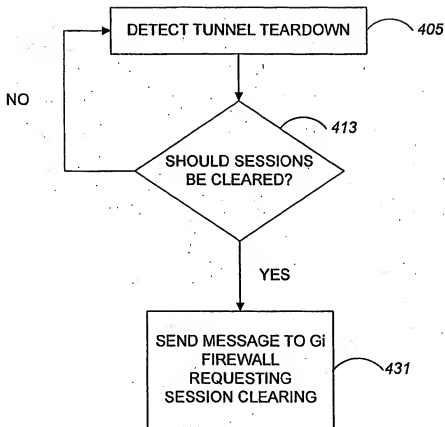 DETECT TUNNEL TEARDOWN
405
NO
413
SHOULD SESSIONS
BE CLEARED?
YES
SEND MESSAGE TO Gi
FIREWALL
REQUESTING
SESSION CLEARING
431